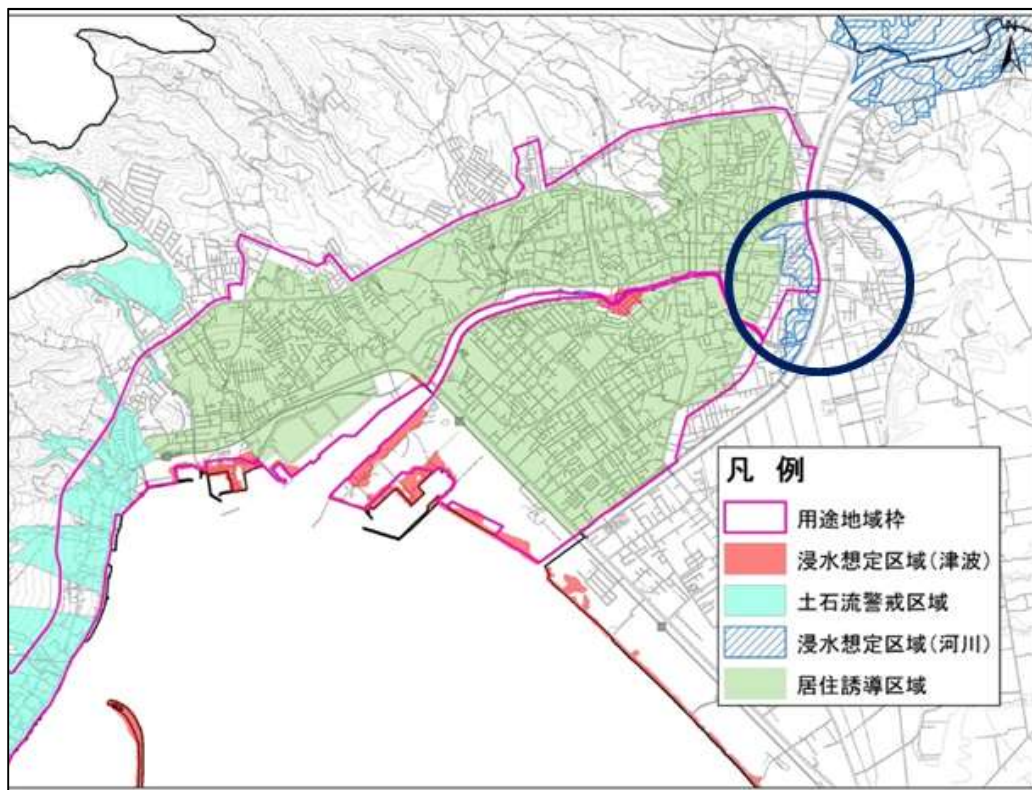 N
凡 例
用途地域枠
浸水想定区域(津波)
土石流警戒区域
浸水想定区域(河川)
居住誘導区域